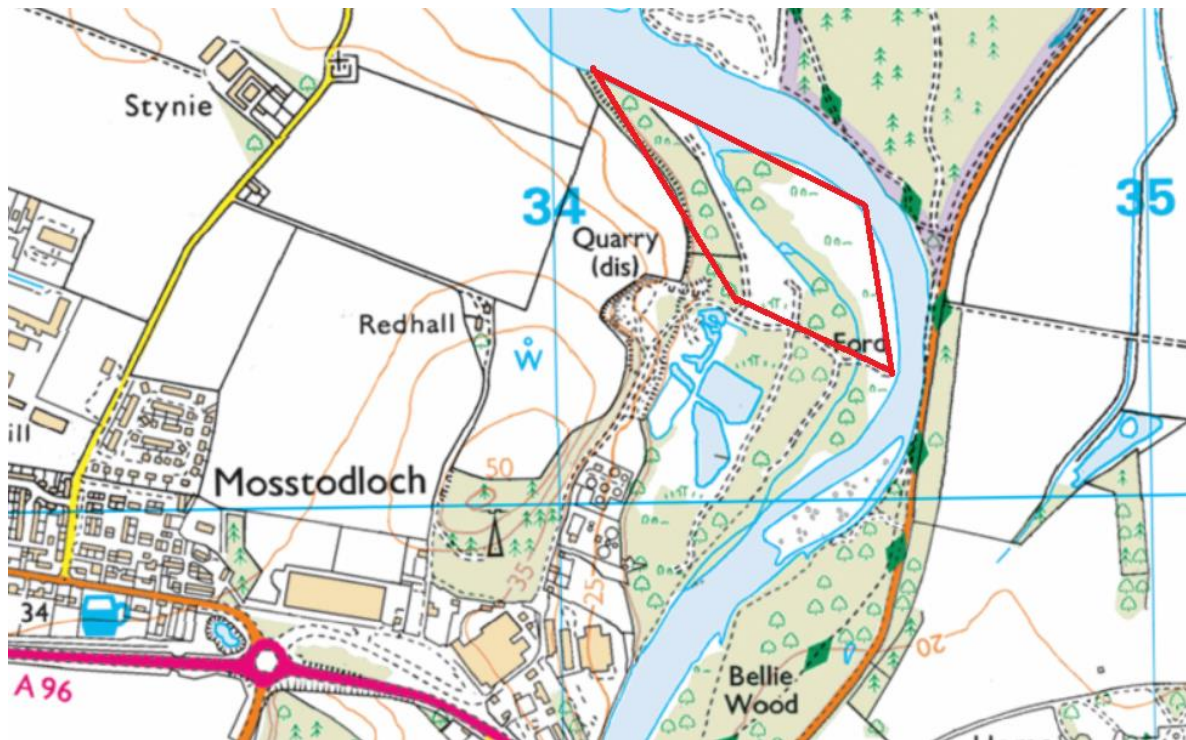 Stynie
34
35
Quarry
(dis)
Redhall
W
Ford
ill
Mosstodloch
50
35
25
34
20
A 96
Bellie
Wood